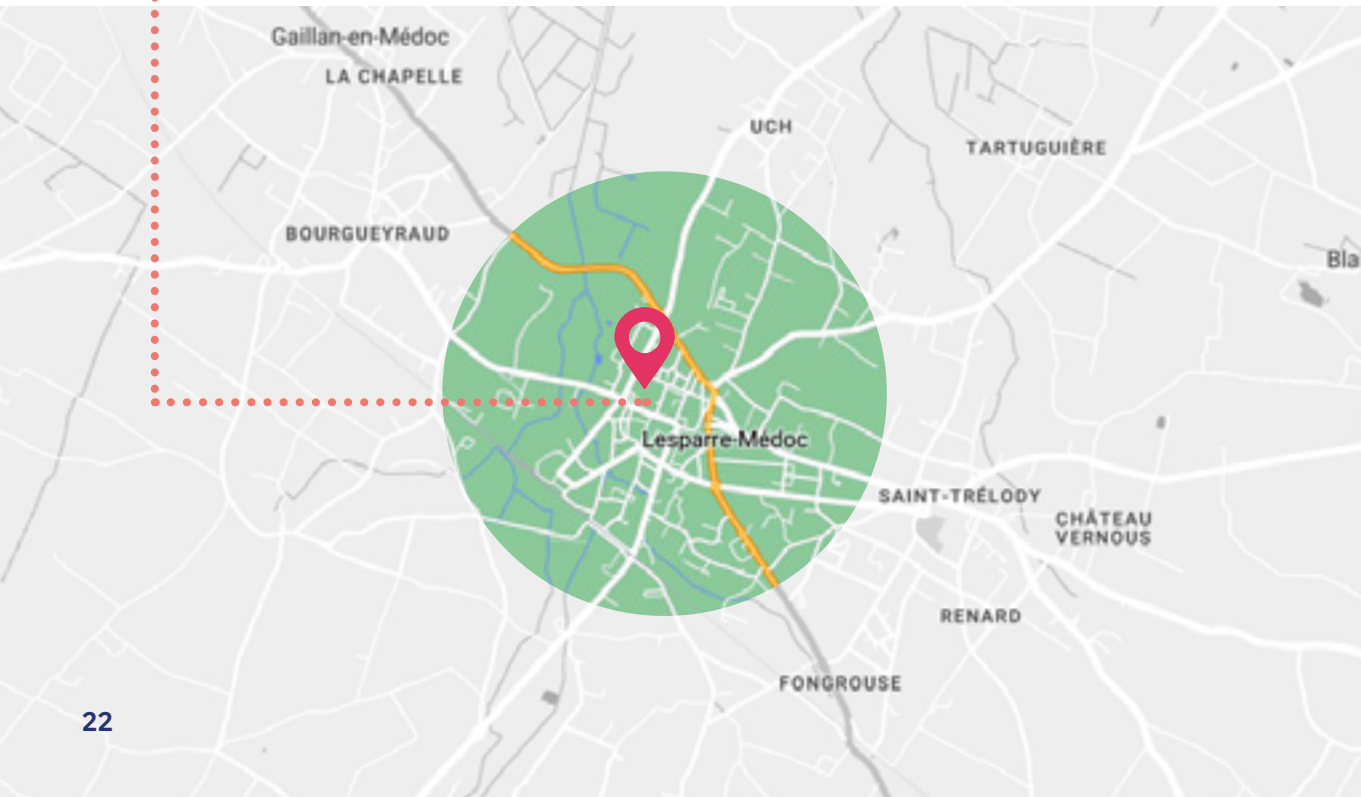 Gaillan-en-Médoc
LA CHAPELLE
UCH
TARTUGUIÈRE
BOURGUEYRAUD
Bla
Lesparre-Médoc
SAINT-TRÉLODY
CHÂTEAU
VERNOUS
RENARD
FONGROUSE
22